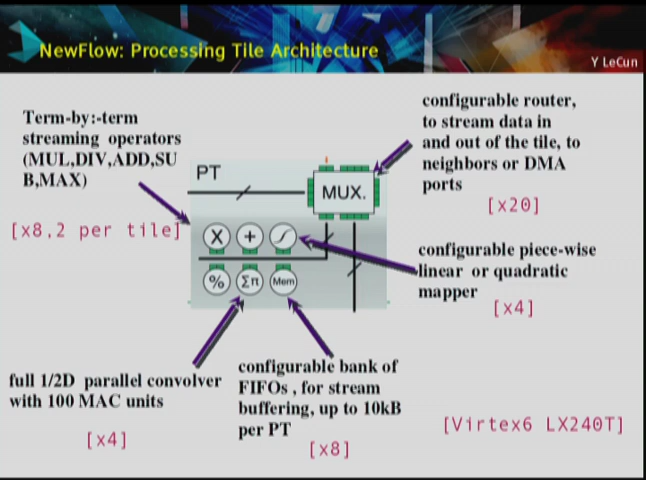 NewFlow: Processing Tile Architecture
Y LeCun
Term-by:-term
streaming operators
(MUL,DIV,ADD,SU
B,MAX)
[x8,2 per tile]
configurable router,
to stream data in
and out of the tile, to
neighbors or DMA
ports
[x20]
PT
MUX.
X + 
% Σπ Mem
configurable piece-wise
linear or quadratic
mapper
[x4]
full 1/2D parallel convolver
with 100 MAC units
[x4]
configurable bank of
FIFOs , for stream
buffering, up to 10kB
per PT
[x8]
[Virtex6 LX240T]